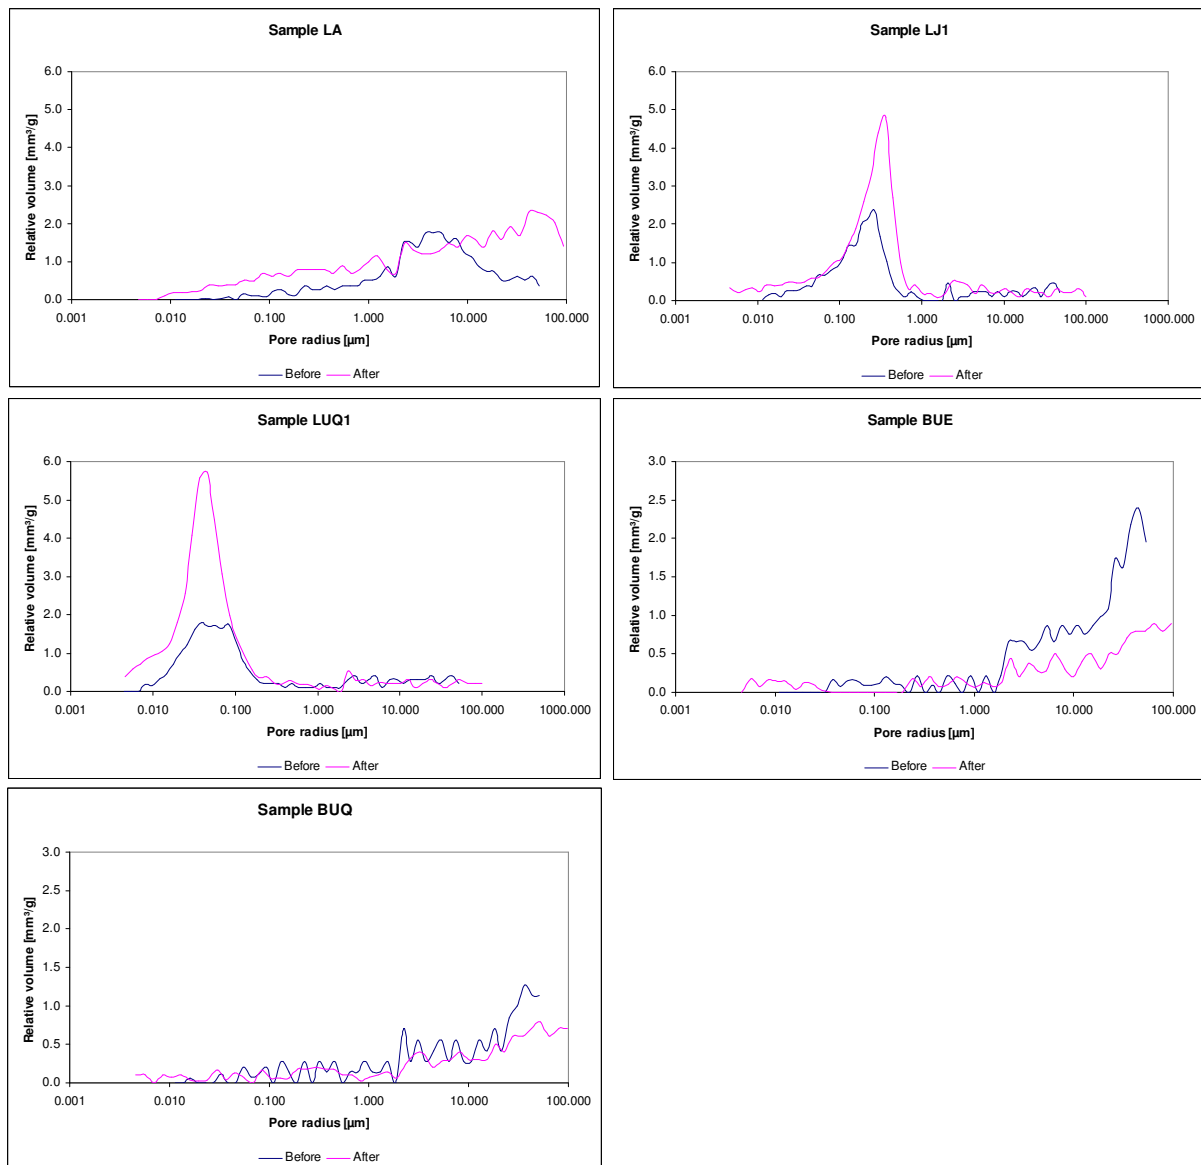 Sample LA
Relative volume [mm³/g]
6.0
5.0
4.0
3.0
2.0
1.0
0.0
0.001 0.010 0.100 1.000 10.000 100.000
Pore radius [µm]
Before After
Sample LJ1
Relative volume [mm³/g]
6.0
5.0
4.0
3.0
2.0
1.0
0.0
0.001 0.010 0.100 1.000 10.000 100.000 1000.000
Pore radius [µm]
Before After
Sample LUQ1
Relative volume [mm³/g]
6.0
5.0
4.0
3.0
2.0
1.0
0.0
0.001 0.010 0.100 1.000 10.000 100.000 1000.000
Pore radius [µm]
Before After
Sample BUE
Relative volume [mm³/g]
3.0
2.5
2.0
1.5
1.0
0.5
0.0
0.001 0.010 0.100 1.000 10.000 100.000
Pore radius [µm]
Before After
Sample BUQ
Relative volume [mm³/g]
3.0
2.5
2.0
1.5
1.0
0.5
0.0
0.001 0.010 0.100 1.000 10.000 100.000
Pore radius [µm]
Before After